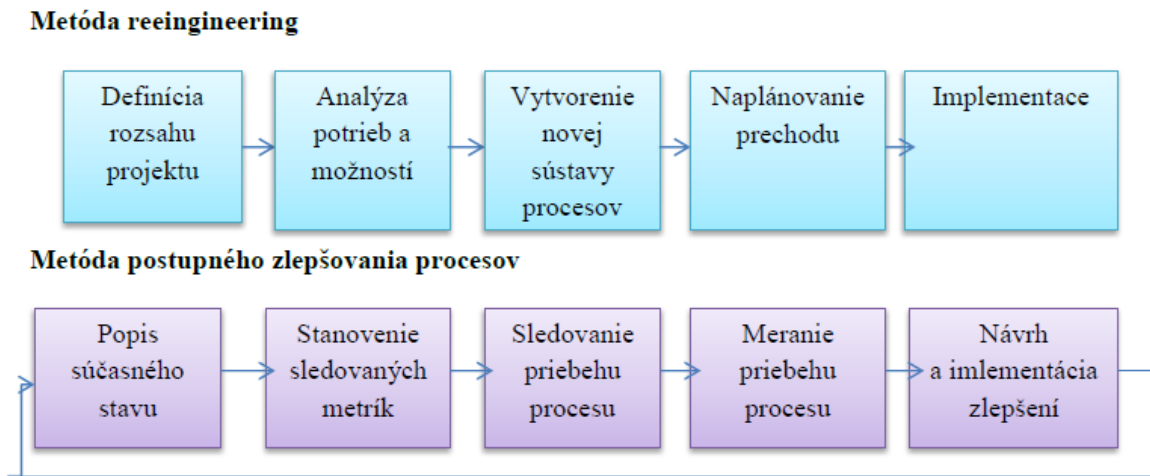 Metóda reeingineering
Definícia
rozsahu
projektu
Analýza
potrieb a
možností
Vytvorenie
novej
sústavy
procesov
Naplánovanie
prechodu
Implementace
Metóda postupného zlepšovania procesov
Popis
súčasného
stavu
Stanovenie
sledovaných
metrík
Sledovanie
priebehu
procesu
Meranie
priebehu
procesu
Návrh
a imlementácia
zlepšení